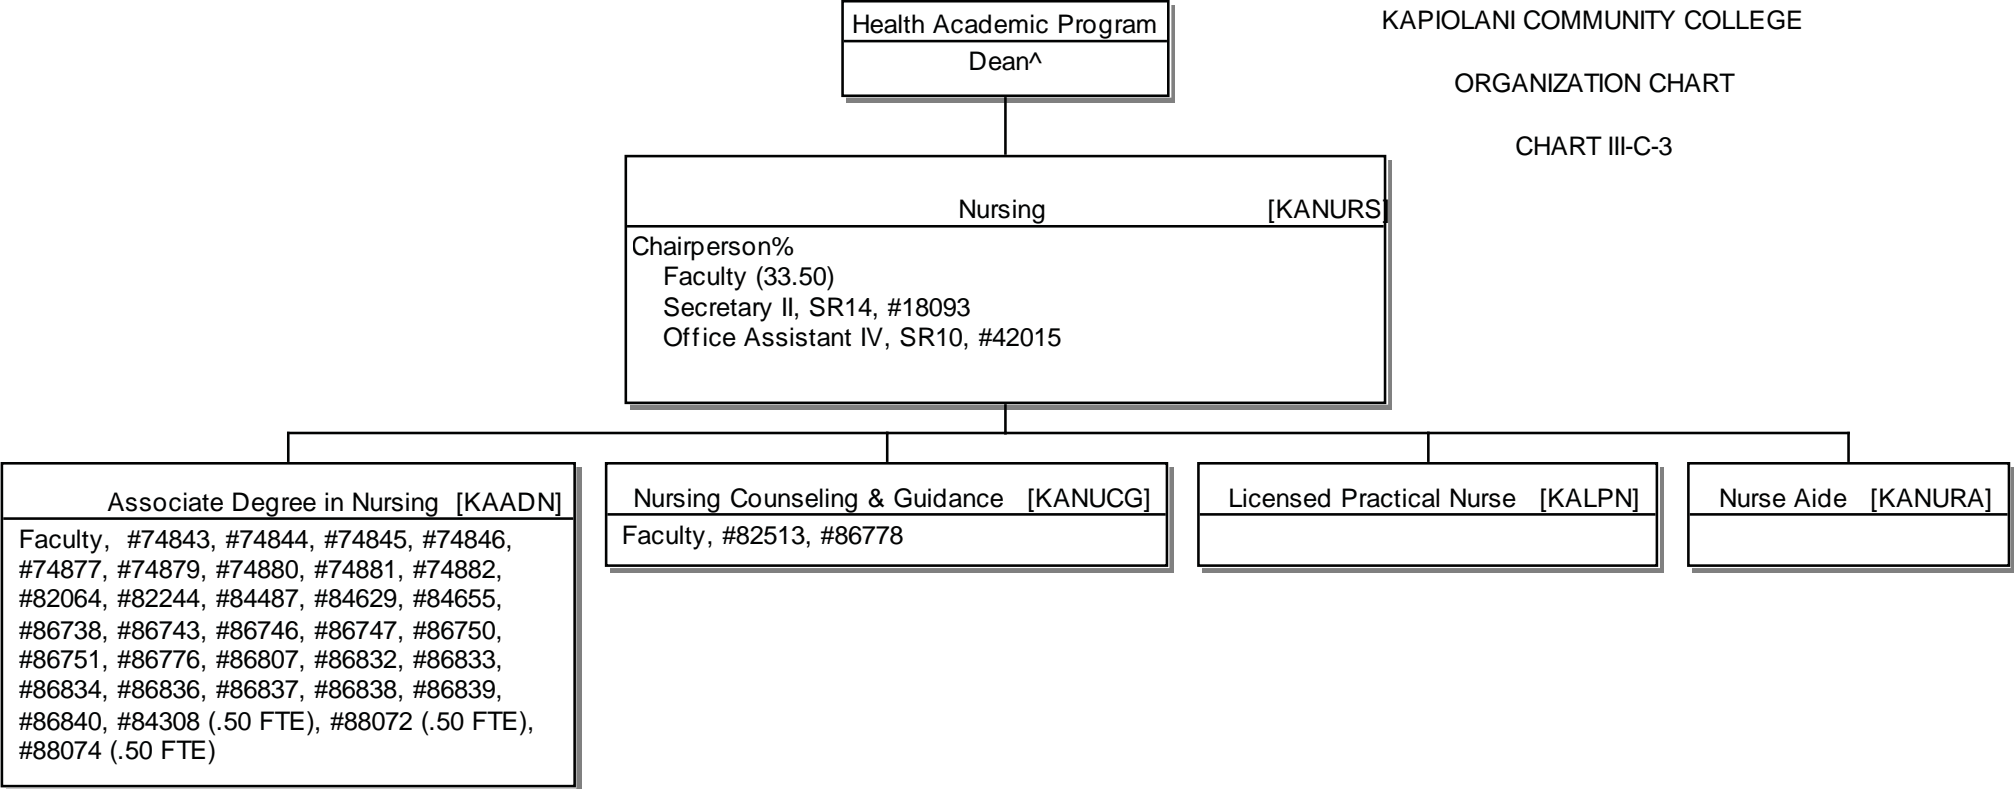 Health Academic Program
Dean^
KAPIOLANI COMMUNITY COLLEGE
ORGANIZATION CHART
CHART III-C-3
Nursing [KANURS]
Chairperson%
Faculty (33.50)
Secretary II, SR14, #18093
Office Assistant IV, SR10, #42015
Associate Degree in Nursing [KAADN]
Faculty, #74843, #74844, #74845, #74846,
#74877, #74879, #74880, #74881, #74882,
#82064, #82244, #84487, #84629, #84655,
#86738, #86743, #86746, #86747, #86750,
#86751, #86776, #86807, #86832, #86833,
#86834, #86836, #86837, #86838, #86839,
#86840, #84308 (.50 FTE), #88072 (.50 FTE),
#88074 (.50 FTE)
Nursing Counseling & Guidance [KANUCG]
Faculty, #82513, #86778
Licensed Practical Nurse [KALPN]
Nurse Aide [KANURA]